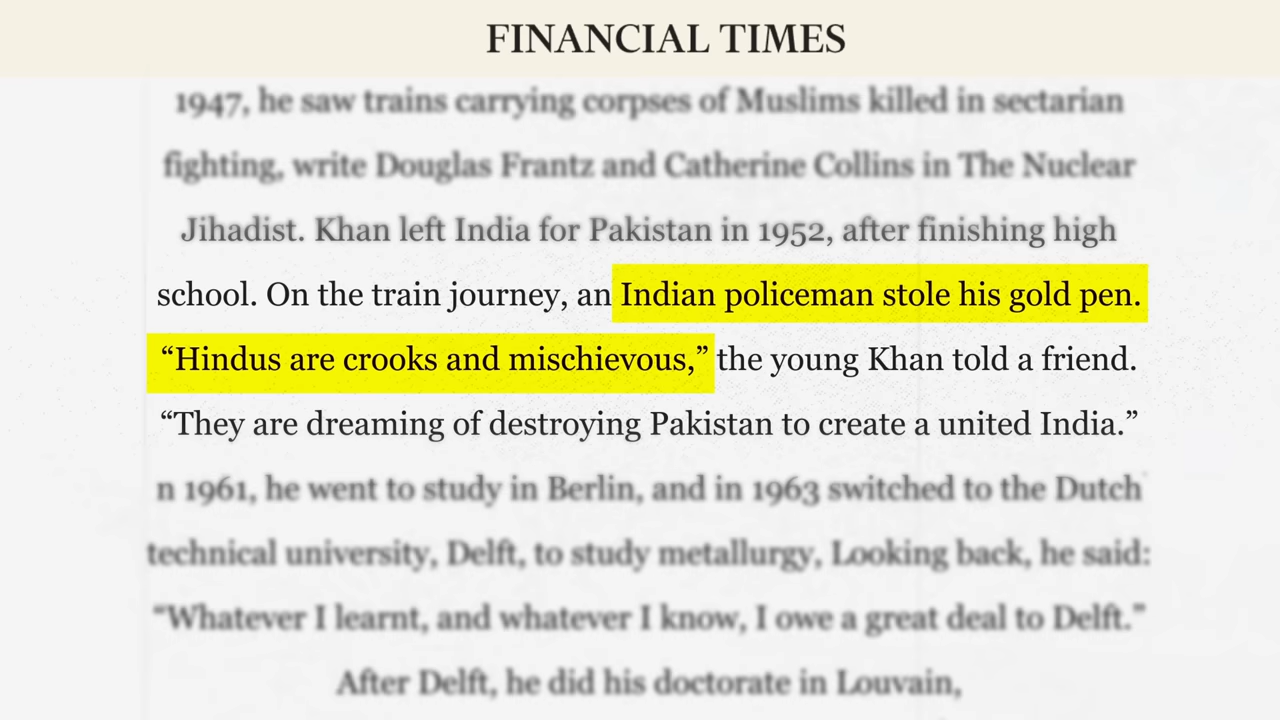 FINANCIAL TIMES
1947, he saw trains carrying corpses of Muslims killed in sectarian
fighting, write Douglas Frantz and Catherine Collins in The Nuclear
Jihadist. Khan left India for Pakistan in 1952, after finishing high
school. On the train journey, an Indian policeman stole his gold pen.
“Hindus are crooks and mischievous,” the young Khan told a friend.
“They are dreaming of destroying Pakistan to create a united India.”
n 1961, he went to study in Berlin, and in 1963 switched to the Dutch
technical university, Delft, to study metallurgy, Looking back, he said:
“Whatever I learnt, and whatever I know, I owe a great deal to Delft.”
After Delft, he did his doctorate in Louvain,